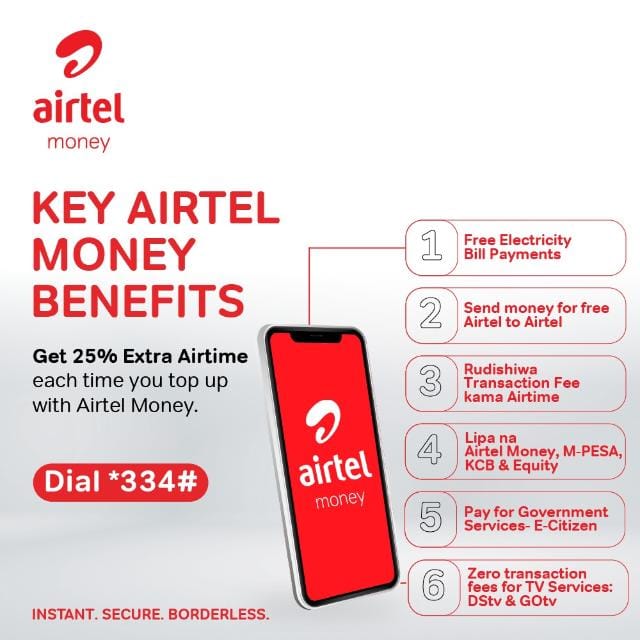 airtel
money
KEY AIRTEL
MONEY
BENEFITS
Get 25% Extra Airtime
each time you top up
with Airtel Money.
Dial *334#
INSTANT. SECURE. BORDERLESS.
airtel
money
1
Free Electricity
Bill Payments
2
Send money for free
Airtel to Airtel
3
Rudishiwa
Transaction Fee
kama Airtime
4
Lipa na
Airtel Money, M-PESA,
KCB & Equity
5
Pay for Government
Services- E-Citizen
6
Zero transaction
fees for TV Services:
DStv & GOtv